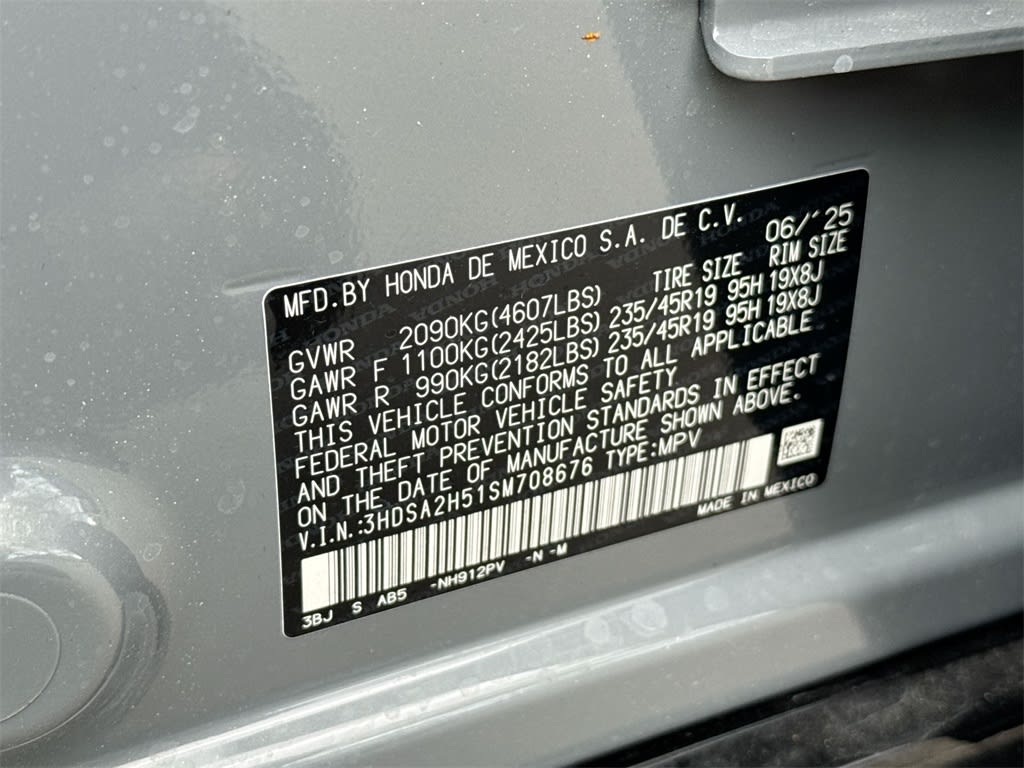 MFD.BY HONDA DE MEXICO S.A. DE C.V. 06/'25
TIRE SIZE RIM SIZE
GVWR 2090KG(4607LBS)
GAWR F 1100KG(2425LBS) 235/45R19 95H 19X8J
GAWR R 990KG(2182LBS) 235/45R19 95H 19X8J
THIS VEHICLE CONFORMS TO ALL APPLICABLE
FEDERAL MOTOR VEHICLE SAFETY
AND THEFT PREVENTION STANDARDS IN EFFECT
ON THE DATE OF MANUFACTURE SHOWN ABOVE.
V.I.N.:3HDSA2H51SM708676 TYPE:MPV
MADE IN MEXICO
3BJ S AB5 -NH912PV -N -M